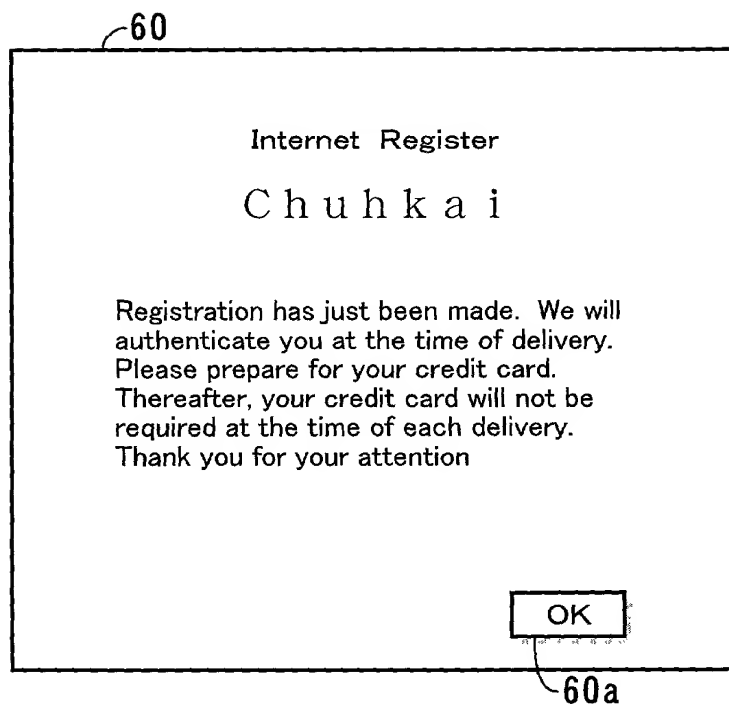 60
Internet Register
Chuhkai
Registration has just been made. We will
authenticate you at the time of delivery.
Please prepare for your credit card.
Thereafter, your credit card will not be
required at the time of each delivery.
Thank you for your attention
OK
60a